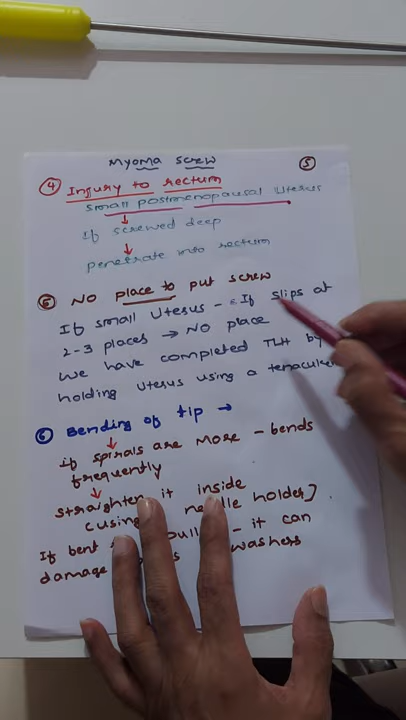 Myoma screw
5
4 Injury to rectum
small postmenopausal uterus
If screwed deep
penetrate into rectum
5 No place to put screw
If small uterus - If slips at
2-3 places → No place
We have completed TLH by
holding uterus using a
6 Bending of tip →
if spirals are more - bends
frequently
straighten it inside
needle holder]
If bent - it can
damage washers